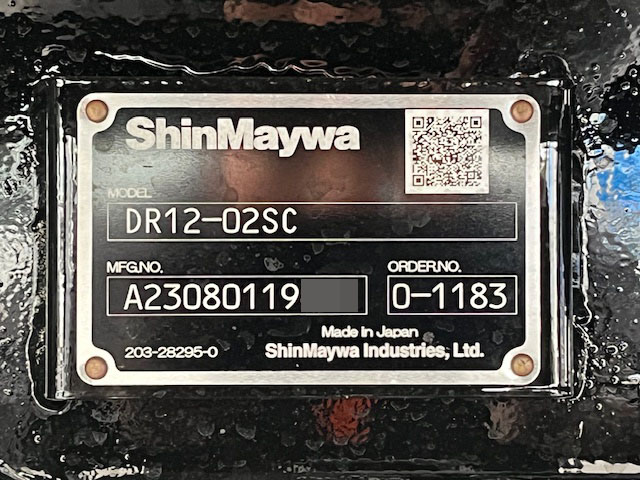 ShinMaywa
MODEL
DR12-02SC
MFG.NO.
A23080119
ORDER.NO.
0-1183
Made in Japan
203-28295-0
ShinMaywa Industries, Ltd.